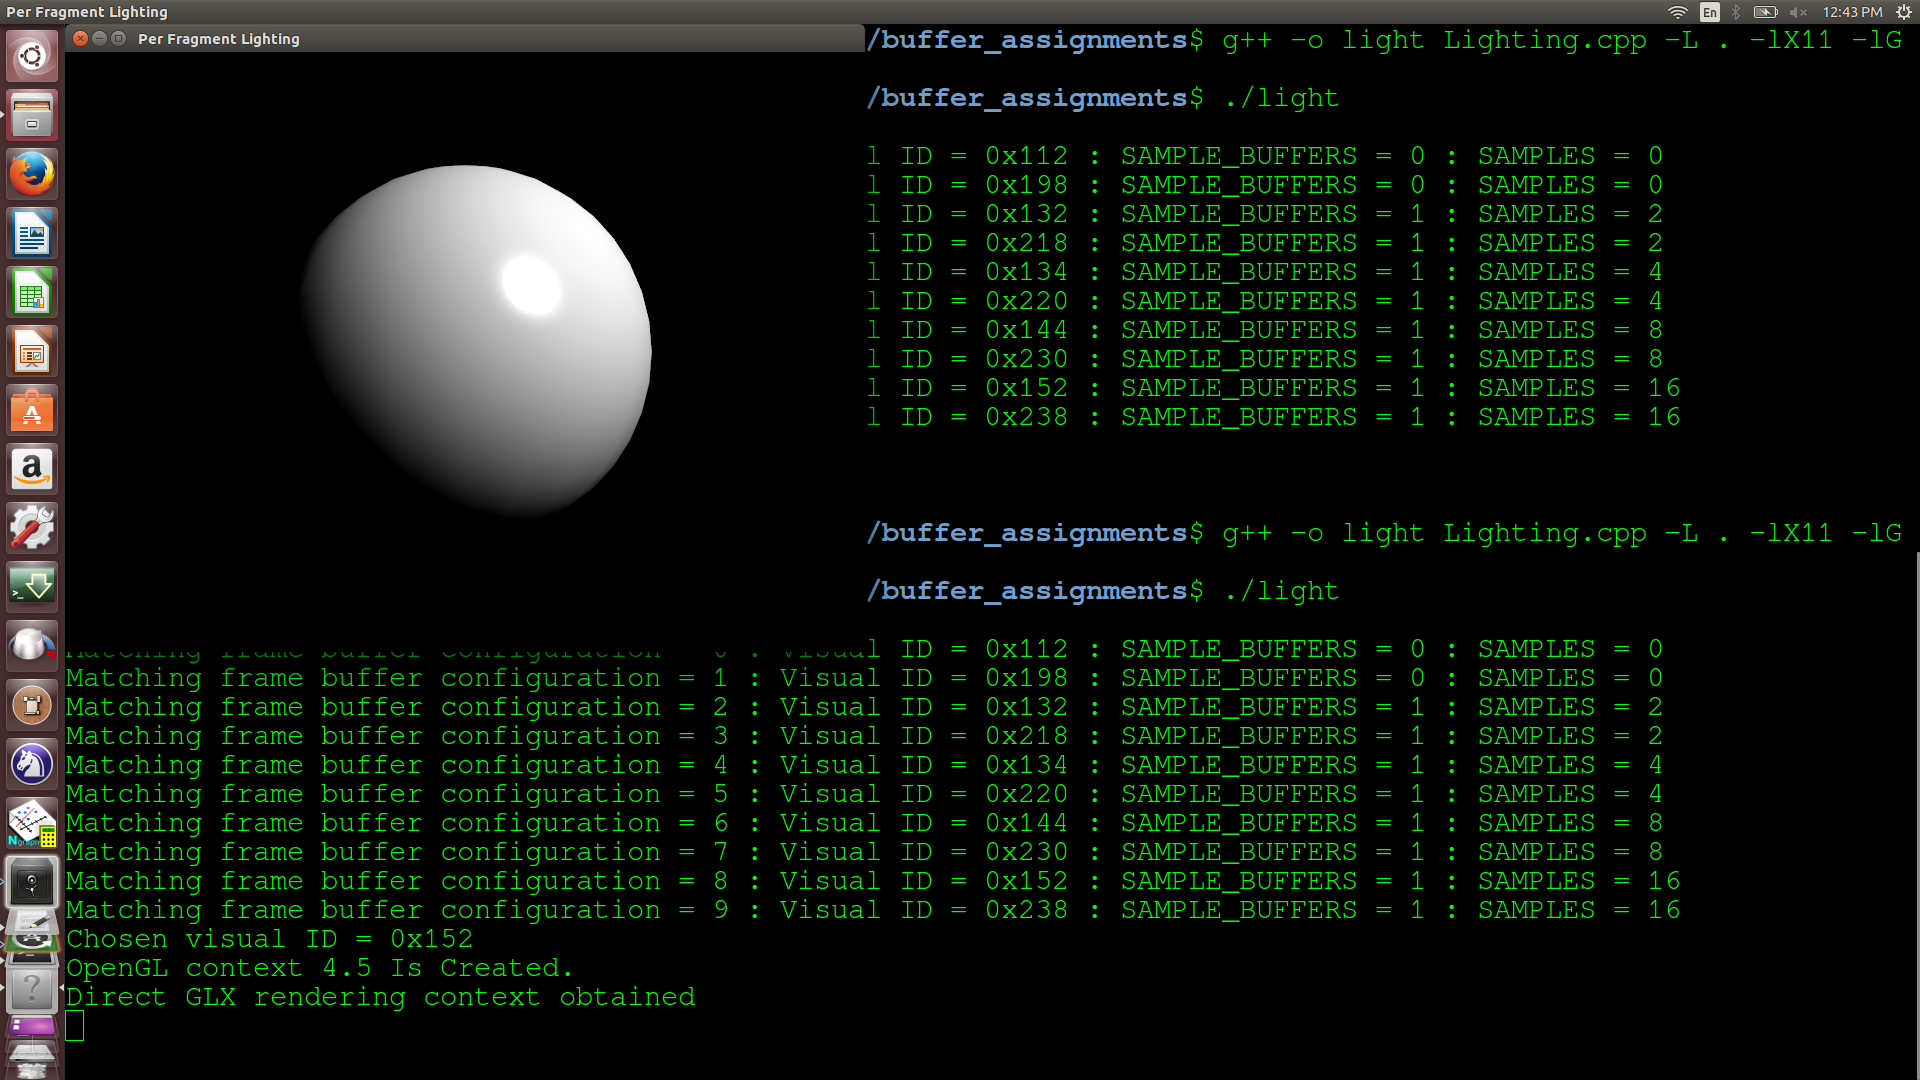 Per Fragment Lighting
En
12:43 PM
Per Fragment Lighting
/buffer_assignments$ g++ -o light Lighting.cpp -L . -lX11 -lG
/buffer_assignments$ ./light
l ID = 0x112 : SAMPLE_BUFFERS = 0 : SAMPLES = 0
l ID = 0x198 : SAMPLE_BUFFERS = 0 : SAMPLES = 0
l ID = 0x132 : SAMPLE_BUFFERS = 1 : SAMPLES = 2
l ID = 0x218 : SAMPLE_BUFFERS = 1 : SAMPLES = 2
l ID = 0x134 : SAMPLE_BUFFERS = 1 : SAMPLES = 4
l ID = 0x220 : SAMPLE_BUFFERS = 1 : SAMPLES = 4
l ID = 0x144 : SAMPLE_BUFFERS = 1 : SAMPLES = 8
l ID = 0x230 : SAMPLE_BUFFERS = 1 : SAMPLES = 8
l ID = 0x152 : SAMPLE_BUFFERS = 1 : SAMPLES = 16
l ID = 0x238 : SAMPLE_BUFFERS = 1 : SAMPLES = 16
/buffer_assignments$ g++ -o light Lighting.cpp -L . -lX11 -lG
/buffer_assignments$ ./light
Matching frame buffer configuration = 0 : Visual ID = 0x112 : SAMPLE_BUFFERS = 0 : SAMPLES = 0
Matching frame buffer configuration = 1 : Visual ID = 0x198 : SAMPLE_BUFFERS = 0 : SAMPLES = 0
Matching frame buffer configuration = 2 : Visual ID = 0x132 : SAMPLE_BUFFERS = 1 : SAMPLES = 2
Matching frame buffer configuration = 3 : Visual ID = 0x218 : SAMPLE_BUFFERS = 1 : SAMPLES = 2
Matching frame buffer configuration = 4 : Visual ID = 0x134 : SAMPLE_BUFFERS = 1 : SAMPLES = 4
Matching frame buffer configuration = 5 : Visual ID = 0x220 : SAMPLE_BUFFERS = 1 : SAMPLES = 4
Matching frame buffer configuration = 6 : Visual ID = 0x144 : SAMPLE_BUFFERS = 1 : SAMPLES = 8
Matching frame buffer configuration = 7 : Visual ID = 0x230 : SAMPLE_BUFFERS = 1 : SAMPLES = 8
Matching frame buffer configuration = 8 : Visual ID = 0x152 : SAMPLE_BUFFERS = 1 : SAMPLES = 16
Matching frame buffer configuration = 9 : Visual ID = 0x238 : SAMPLE_BUFFERS = 1 : SAMPLES = 16
Chosen visual ID = 0x152
OpenGL context 4.5 Is Created.
Direct GLX rendering context obtained